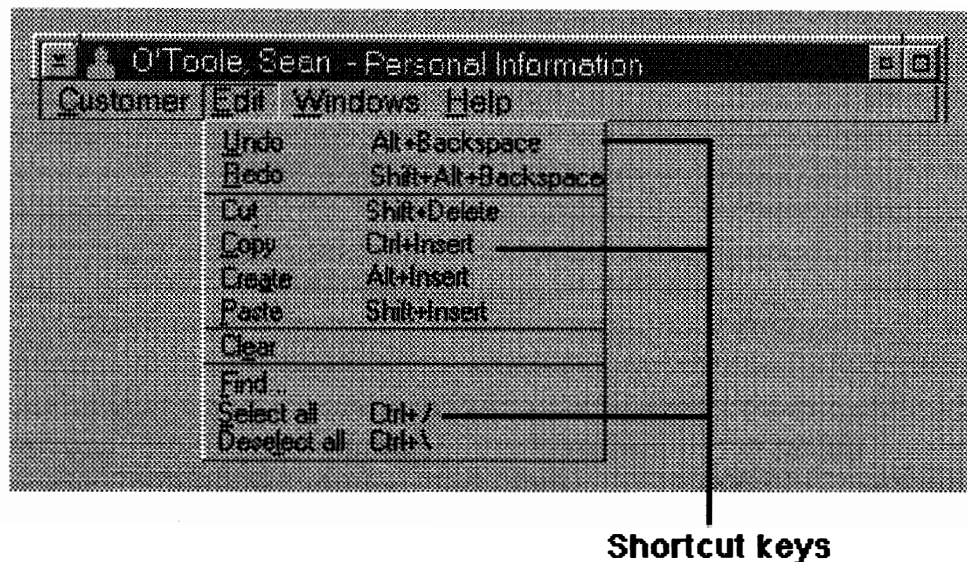 O'Toole, Sean - Personal Information
Customer Edit Windows Help
Undo Alt+Backspace
Redo Shift+Alt+Backspace
Cut Shift+Delete
Copy Ctrl+Insert
Create Alt+Insert
Paste Shift+Insert
Clear
Find...
Select all Ctrl+/
Deselect all Ctrl+\
Shortcut keys